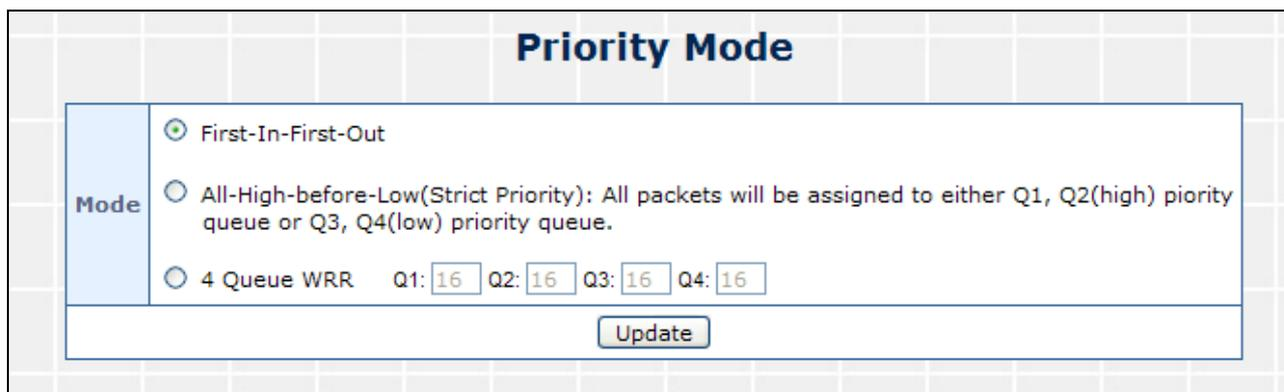 Priority Mode
Mode
First-In-First-Out
All-High-before-Low(Strict Priority): All packets will be assigned to either Q1, Q2(high) piority
queue or Q3, Q4(low) priority queue.
4 Queue WRR Q1: 16 Q2: 16 Q3: 16 Q4: 16
Update